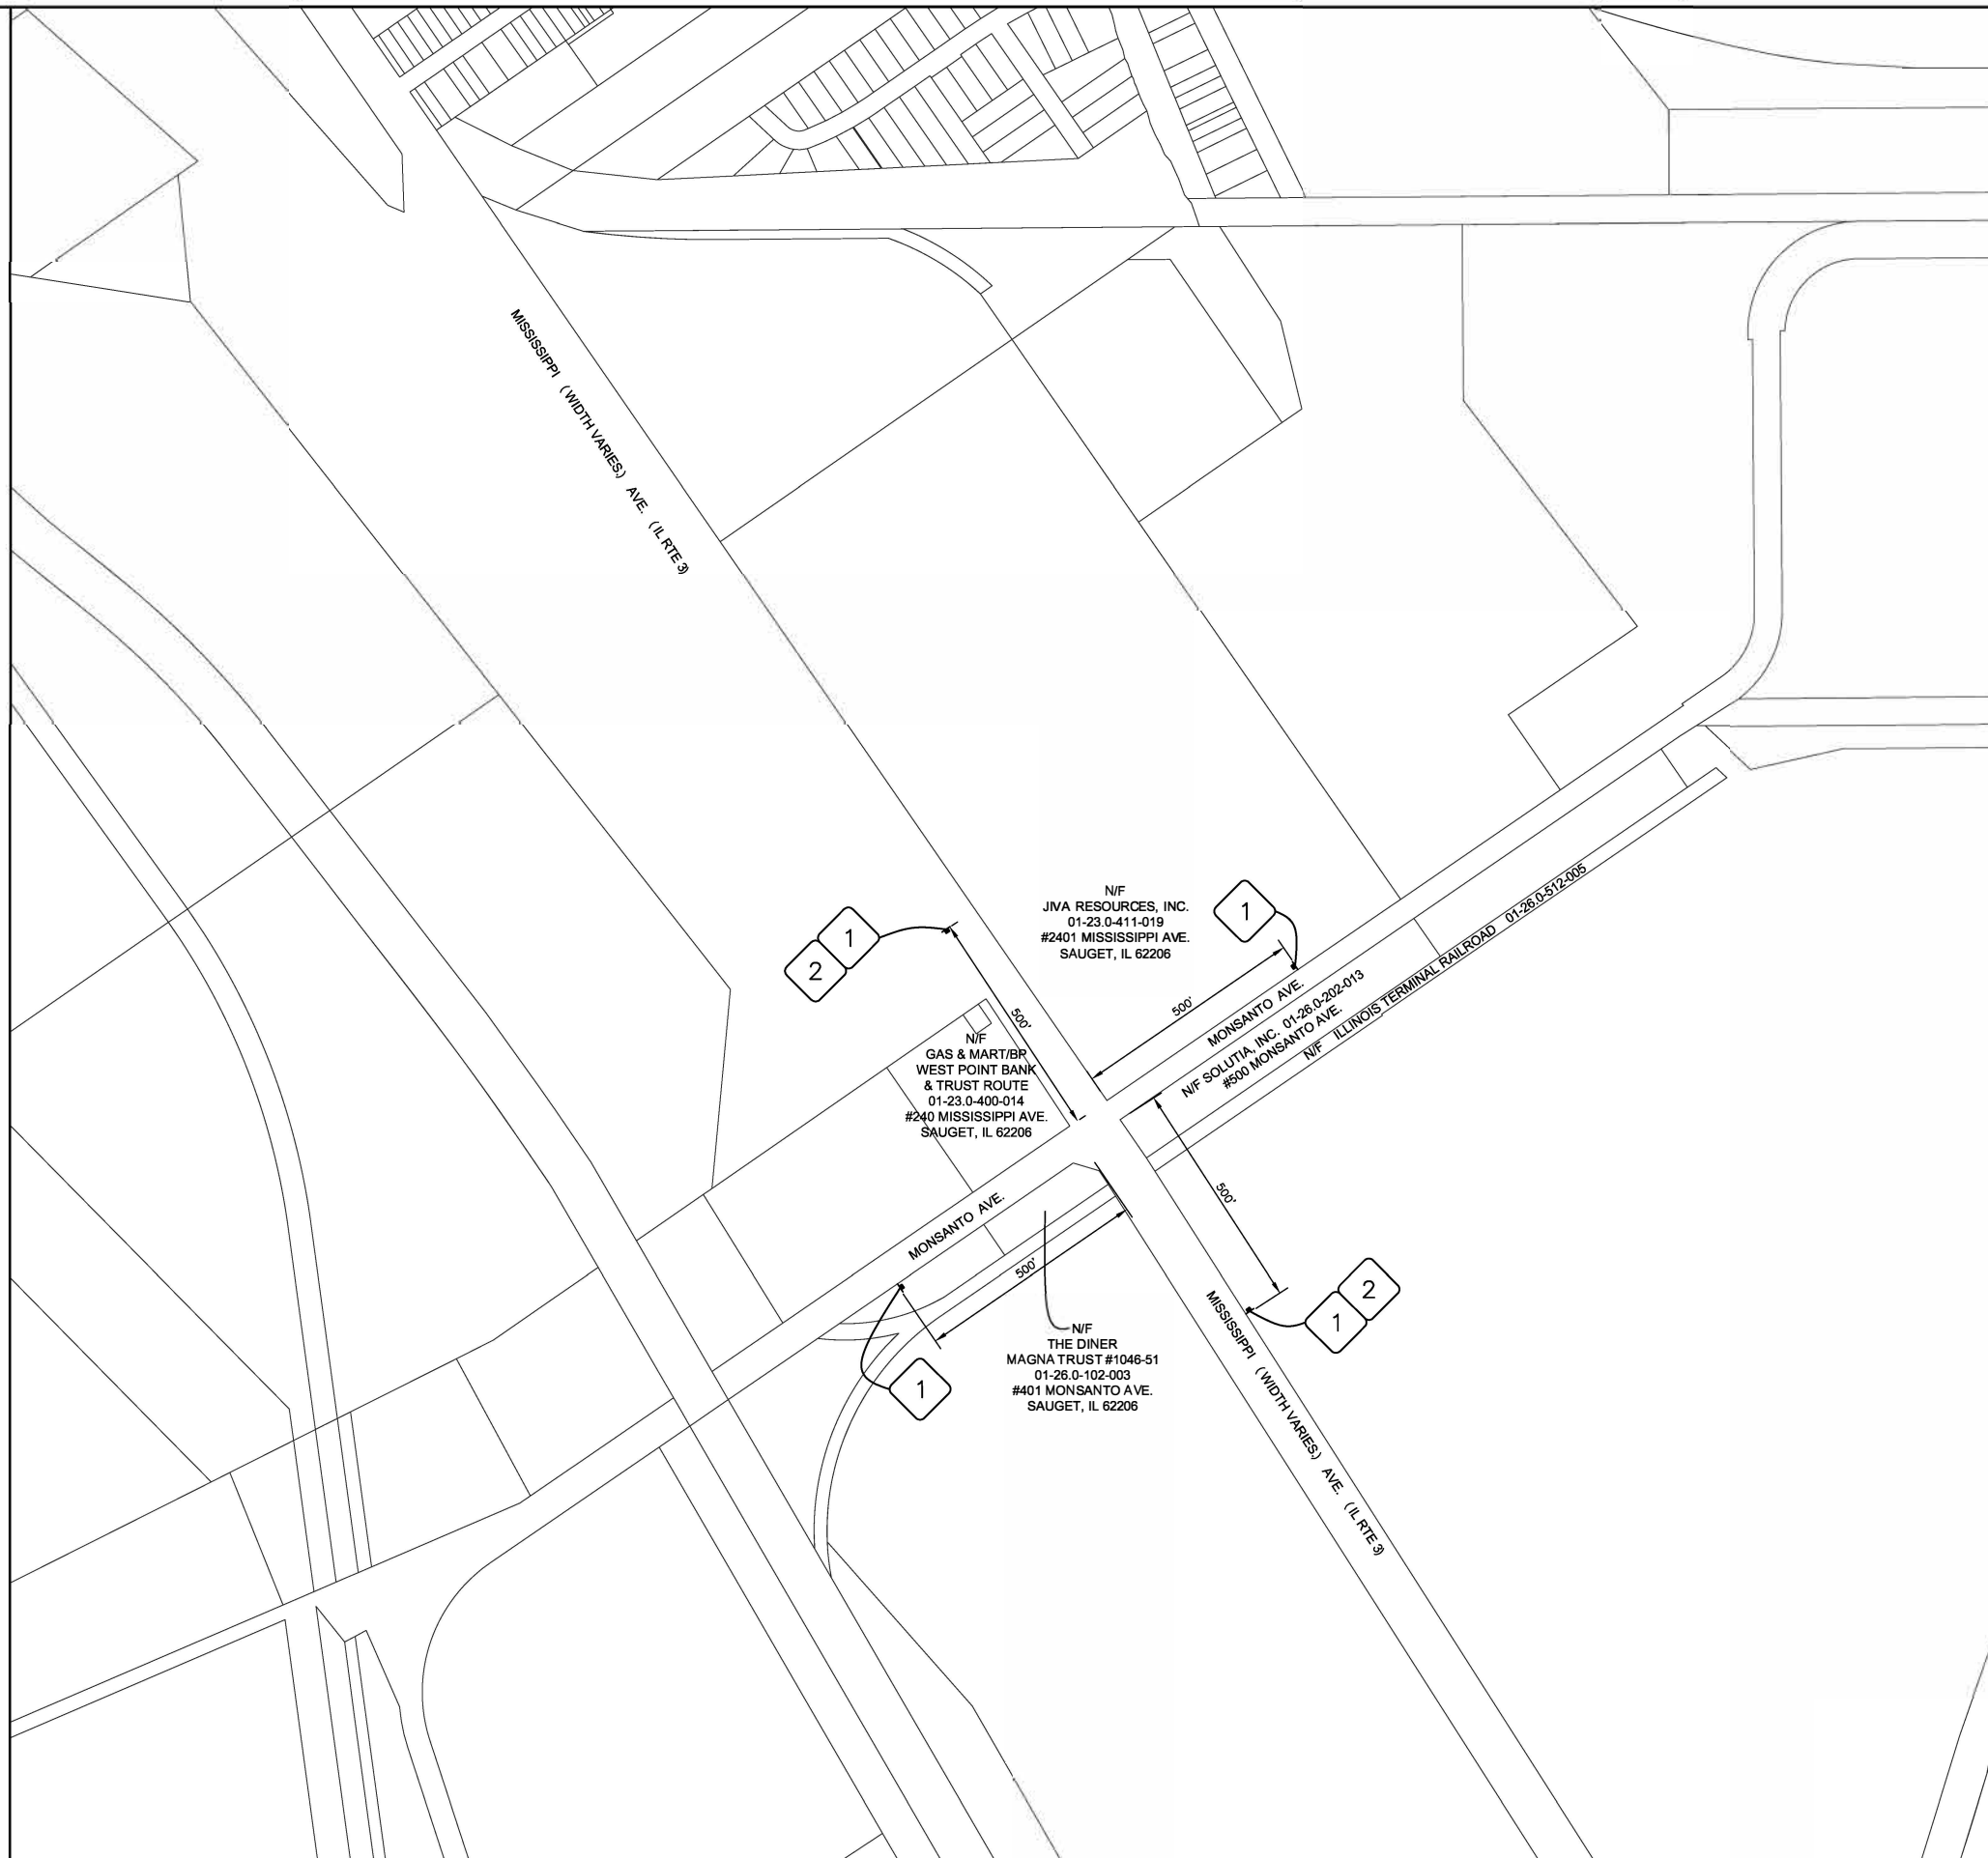 MISSISSIPPI (WIDTH VARIES) AVE. (IL RTE 3)
N/F
JIVA RESOURCES, INC.
01-23.0-411-019
#2401 MISSISSIPPI AVE.
SAUGET, IL 62206
1
2
1
500'
500'
MONSANTO AVE.
N/F SOLUTIA, INC. 01-26.0-202-013
#500 MONSANTO AVE.
N/F ILLINOIS TERMINAL RAILROAD 01-26.0-512-005
N/F
GAS & MART/BP
WEST POINT BANK
& TRUST ROUTE
01-23.0-400-014
#240 MISSISSIPPI AVE.
SAUGET, IL 62206
MONSANTO AVE.
500'
500'
2
1
1
N/F
THE DINER
MAGNA TRUST #1046-51
01-26.0-102-003
#401 MONSANTO AVE.
SAUGET, IL 62206
MISSISSIPPI (WIDTH VARIES) AVE. (IL RTE 3)